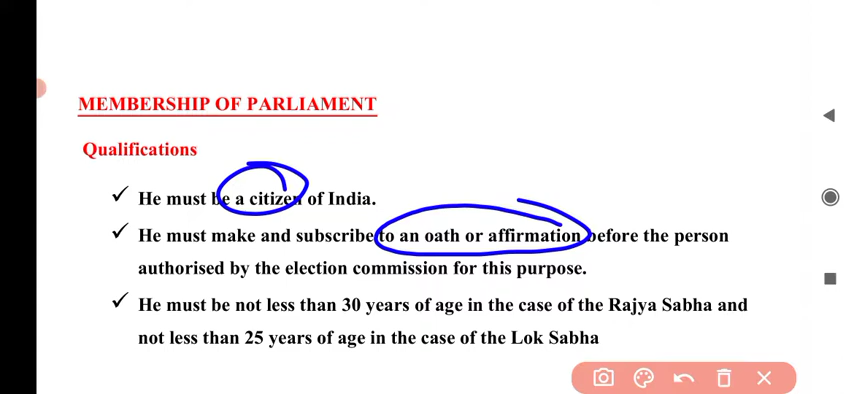 MEMBERSHIP OF PARLIAMENT
Qualifications
✓ He must be a citizen of India.
✓ He must make and subscribe to an oath or affirmation before the person
authorised by the election commission for this purpose.
✓ He must be not less than 30 years of age in the case of the Rajya Sabha and
not less than 25 years of age in the case of the Lok Sabha